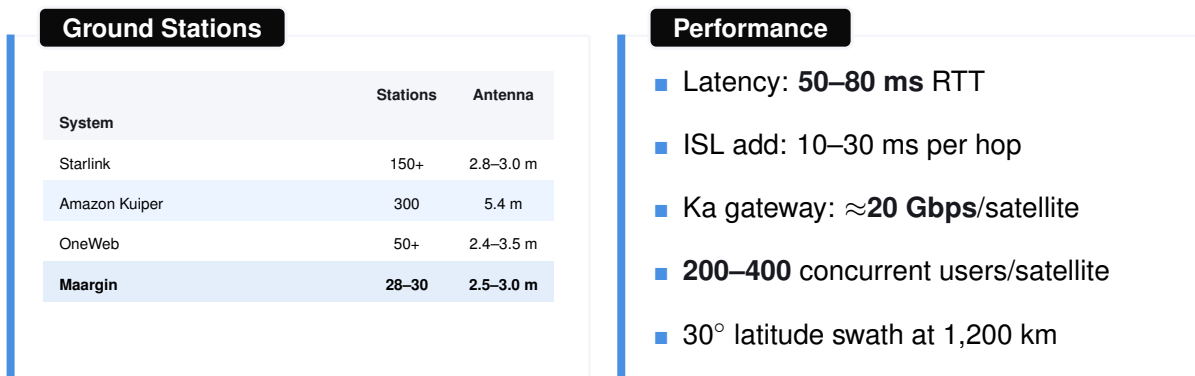 Ground Stations
Stations Antenna
System
Starlink 150+ 2.8–3.0 m
Amazon Kuiper 300 5.4 m
OneWeb 50+ 2.4–3.5 m
Maargin 28–30 2.5–3.0 m
Performance
Latency: 50–80 ms RTT
ISL add: 10–30 ms per hop
Ka gateway: ≈20 Gbps/satellite
200–400 concurrent users/satellite
30° latitude swath at 1,200 km